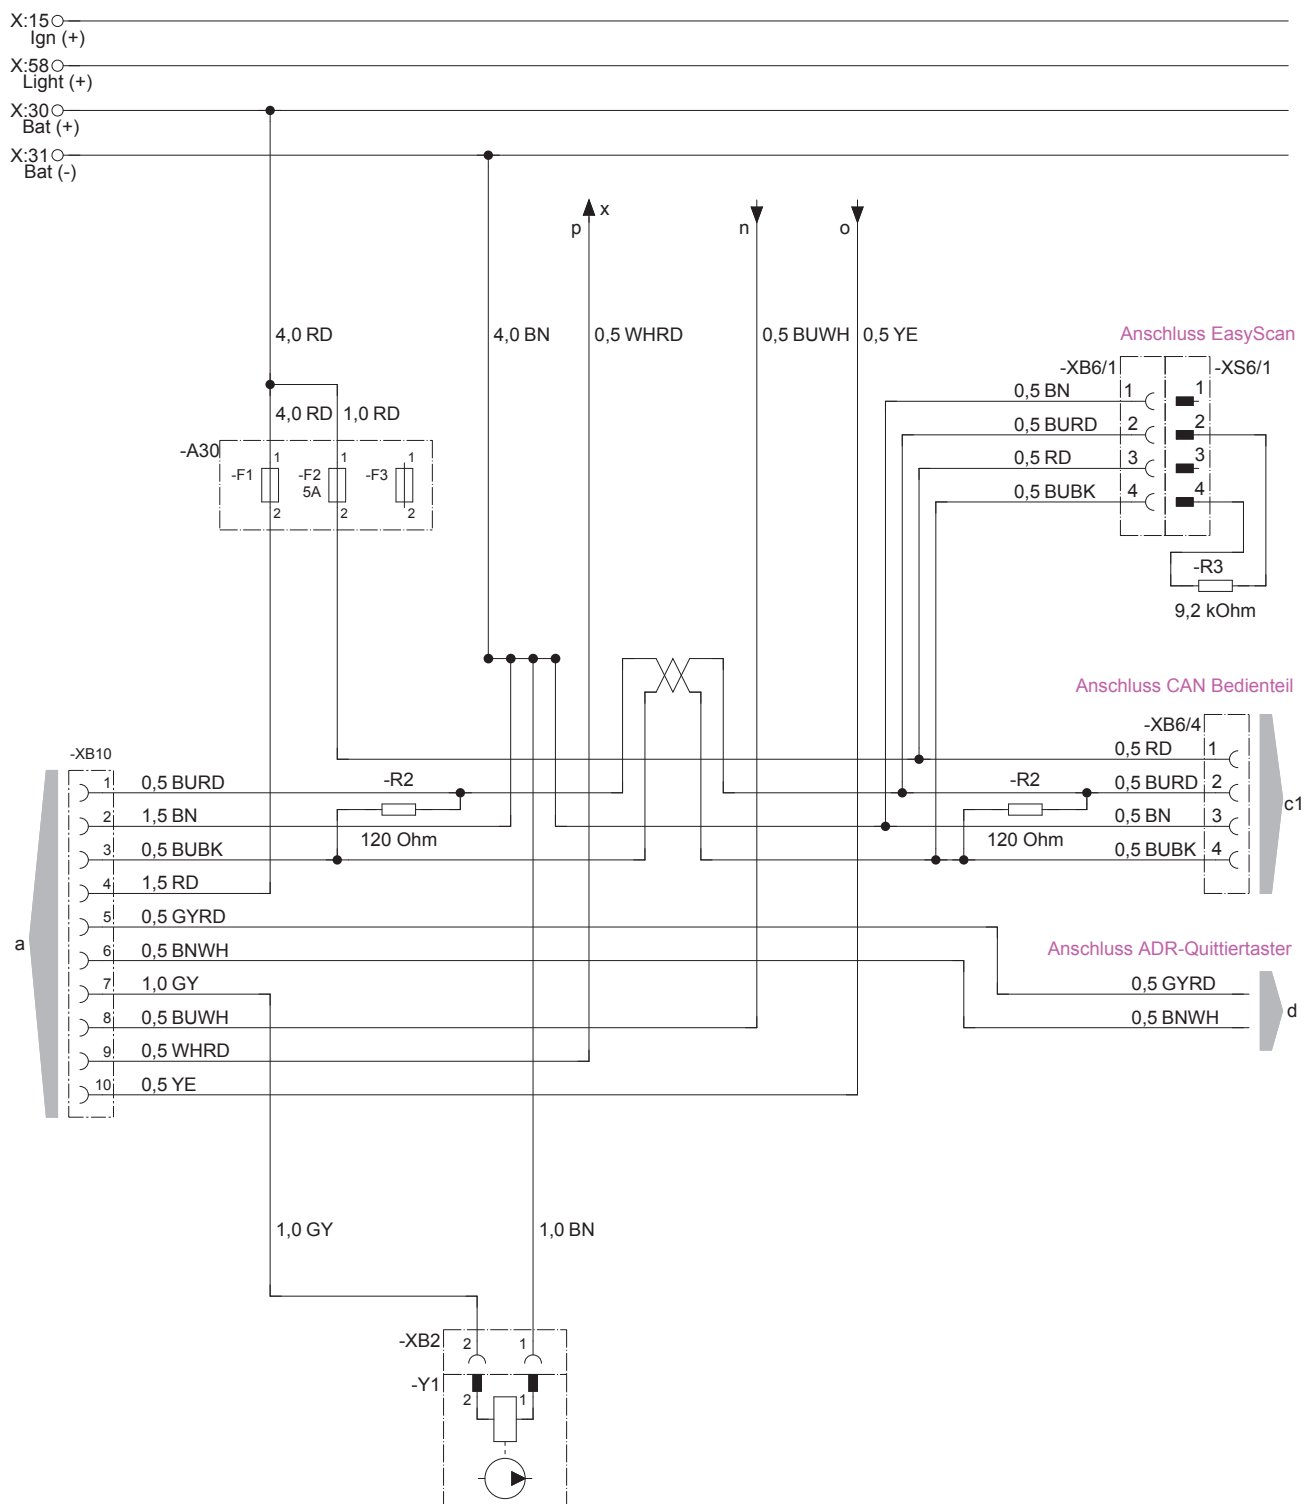 X:15
Ign (+)
X:58
Light (+)
X:30
Bat (+)
X:31
Bat (-)
p
x
n
o
4,0 RD
4,0 BN
0,5 WHRD
0,5 BUWH
0,5 YE
Anschluss EasyScan
-XB6/1
-XS6/1
0,5 BN
1
1
0,5 BURD
2
2
0,5 RD
3
3
0,5 BUBK
4
4
4,0 RD
1,0 RD
-A30
-F1
1
2
-F2
5A
1
2
-F3
1
2
-R3
9,2 kOhm
Anschluss CAN Bedienteil
-XB6/4
0,5 RD
1
0,5 BURD
2
0,5 BN
3
0,5 BUBK
4
c1
-R2
120 Ohm
-R2
120 Ohm
-XB10
a
1
0,5 BURD
2
1,5 BN
3
0,5 BUBK
4
1,5 RD
5
0,5 GYRD
6
0,5 BNWH
7
1,0 GY
8
0,5 BUWH
9
0,5 WHRD
10
0,5 YE
Anschluss ADR-Quittiertaster
0,5 GYRD
0,5 BNWH
d
1,0 GY
1,0 BN
-XB2
2
1
-Y1
2
1